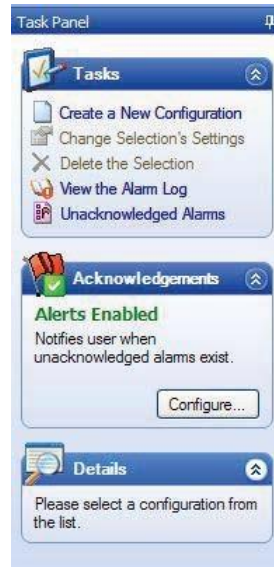 Task Panel
Tasks
Create a New Configuration
Change Selection's Settings
Delete the Selection
View the Alarm Log
Unacknowledged Alarms
Acknowledgements
Alerts Enabled
Notifies user when
unacknowledged alarms exist.
Configure...
Details
Please select a configuration from
the list.